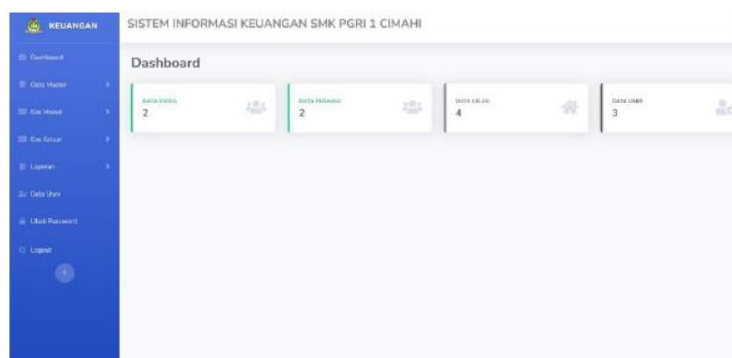 KEUANGAN
SISTEM INFORMASI KEUANGAN SMK PGRI 1 CIMAHI
Dashboard
Data Master
Kas Masuk
Kas Keluar
Laporan
Data User
Ubah Password
Logout
Dashboard
DATA SISWA
2
DATA PEGAWAI
2
DATA KELAS
4
DATA USER
3